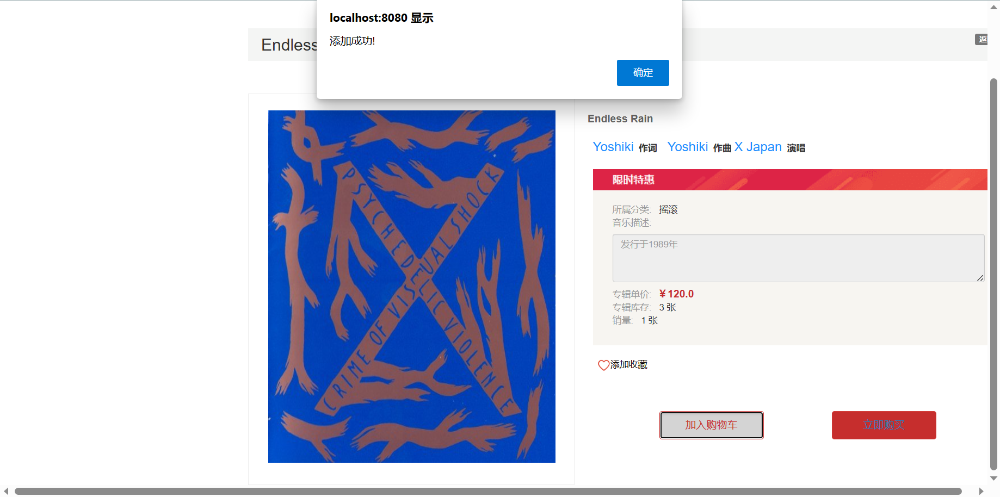 localhost:8080 显示
添加成功!
确定
Endless
返
Endless Rain
Yoshiki 作词 Yoshiki 作曲 X Japan 演唱
限时特惠
所属分类: 摇滚
音乐描述:
发行于1989年
专辑单价: ¥120.0
专辑库存: 3 张
销量: 1 张
添加收藏
加入购物车 立即购买
PSYCHEDELIC VIOLENCE
CRIME OF VISUAL SHOCK